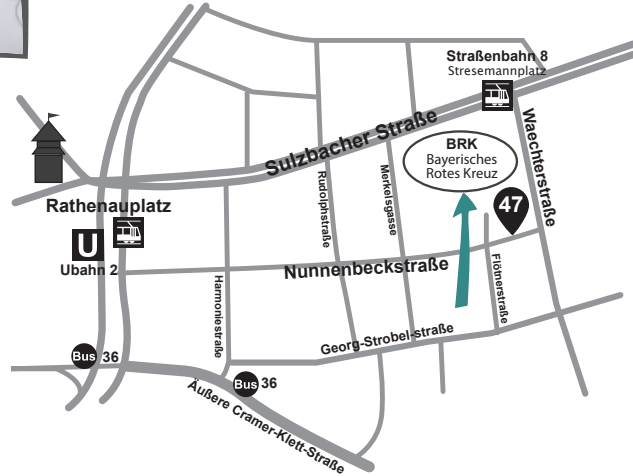 Straßenbahn 8
Stresemannplatz
Sulzbacher Straße
BRK
Bayerisches
Rotes Kreuz
Waechterstraße
Rudolphstraße
Merkelsgasse
47
Rathenauplatz
U
Ubahn 2
Nunnenbeckstraße
Harmoniestraße
Flötnerstraße
Georg-Strobel-straße
Bus 36
Bus 36
Äußere Cramer-Klett-Straße